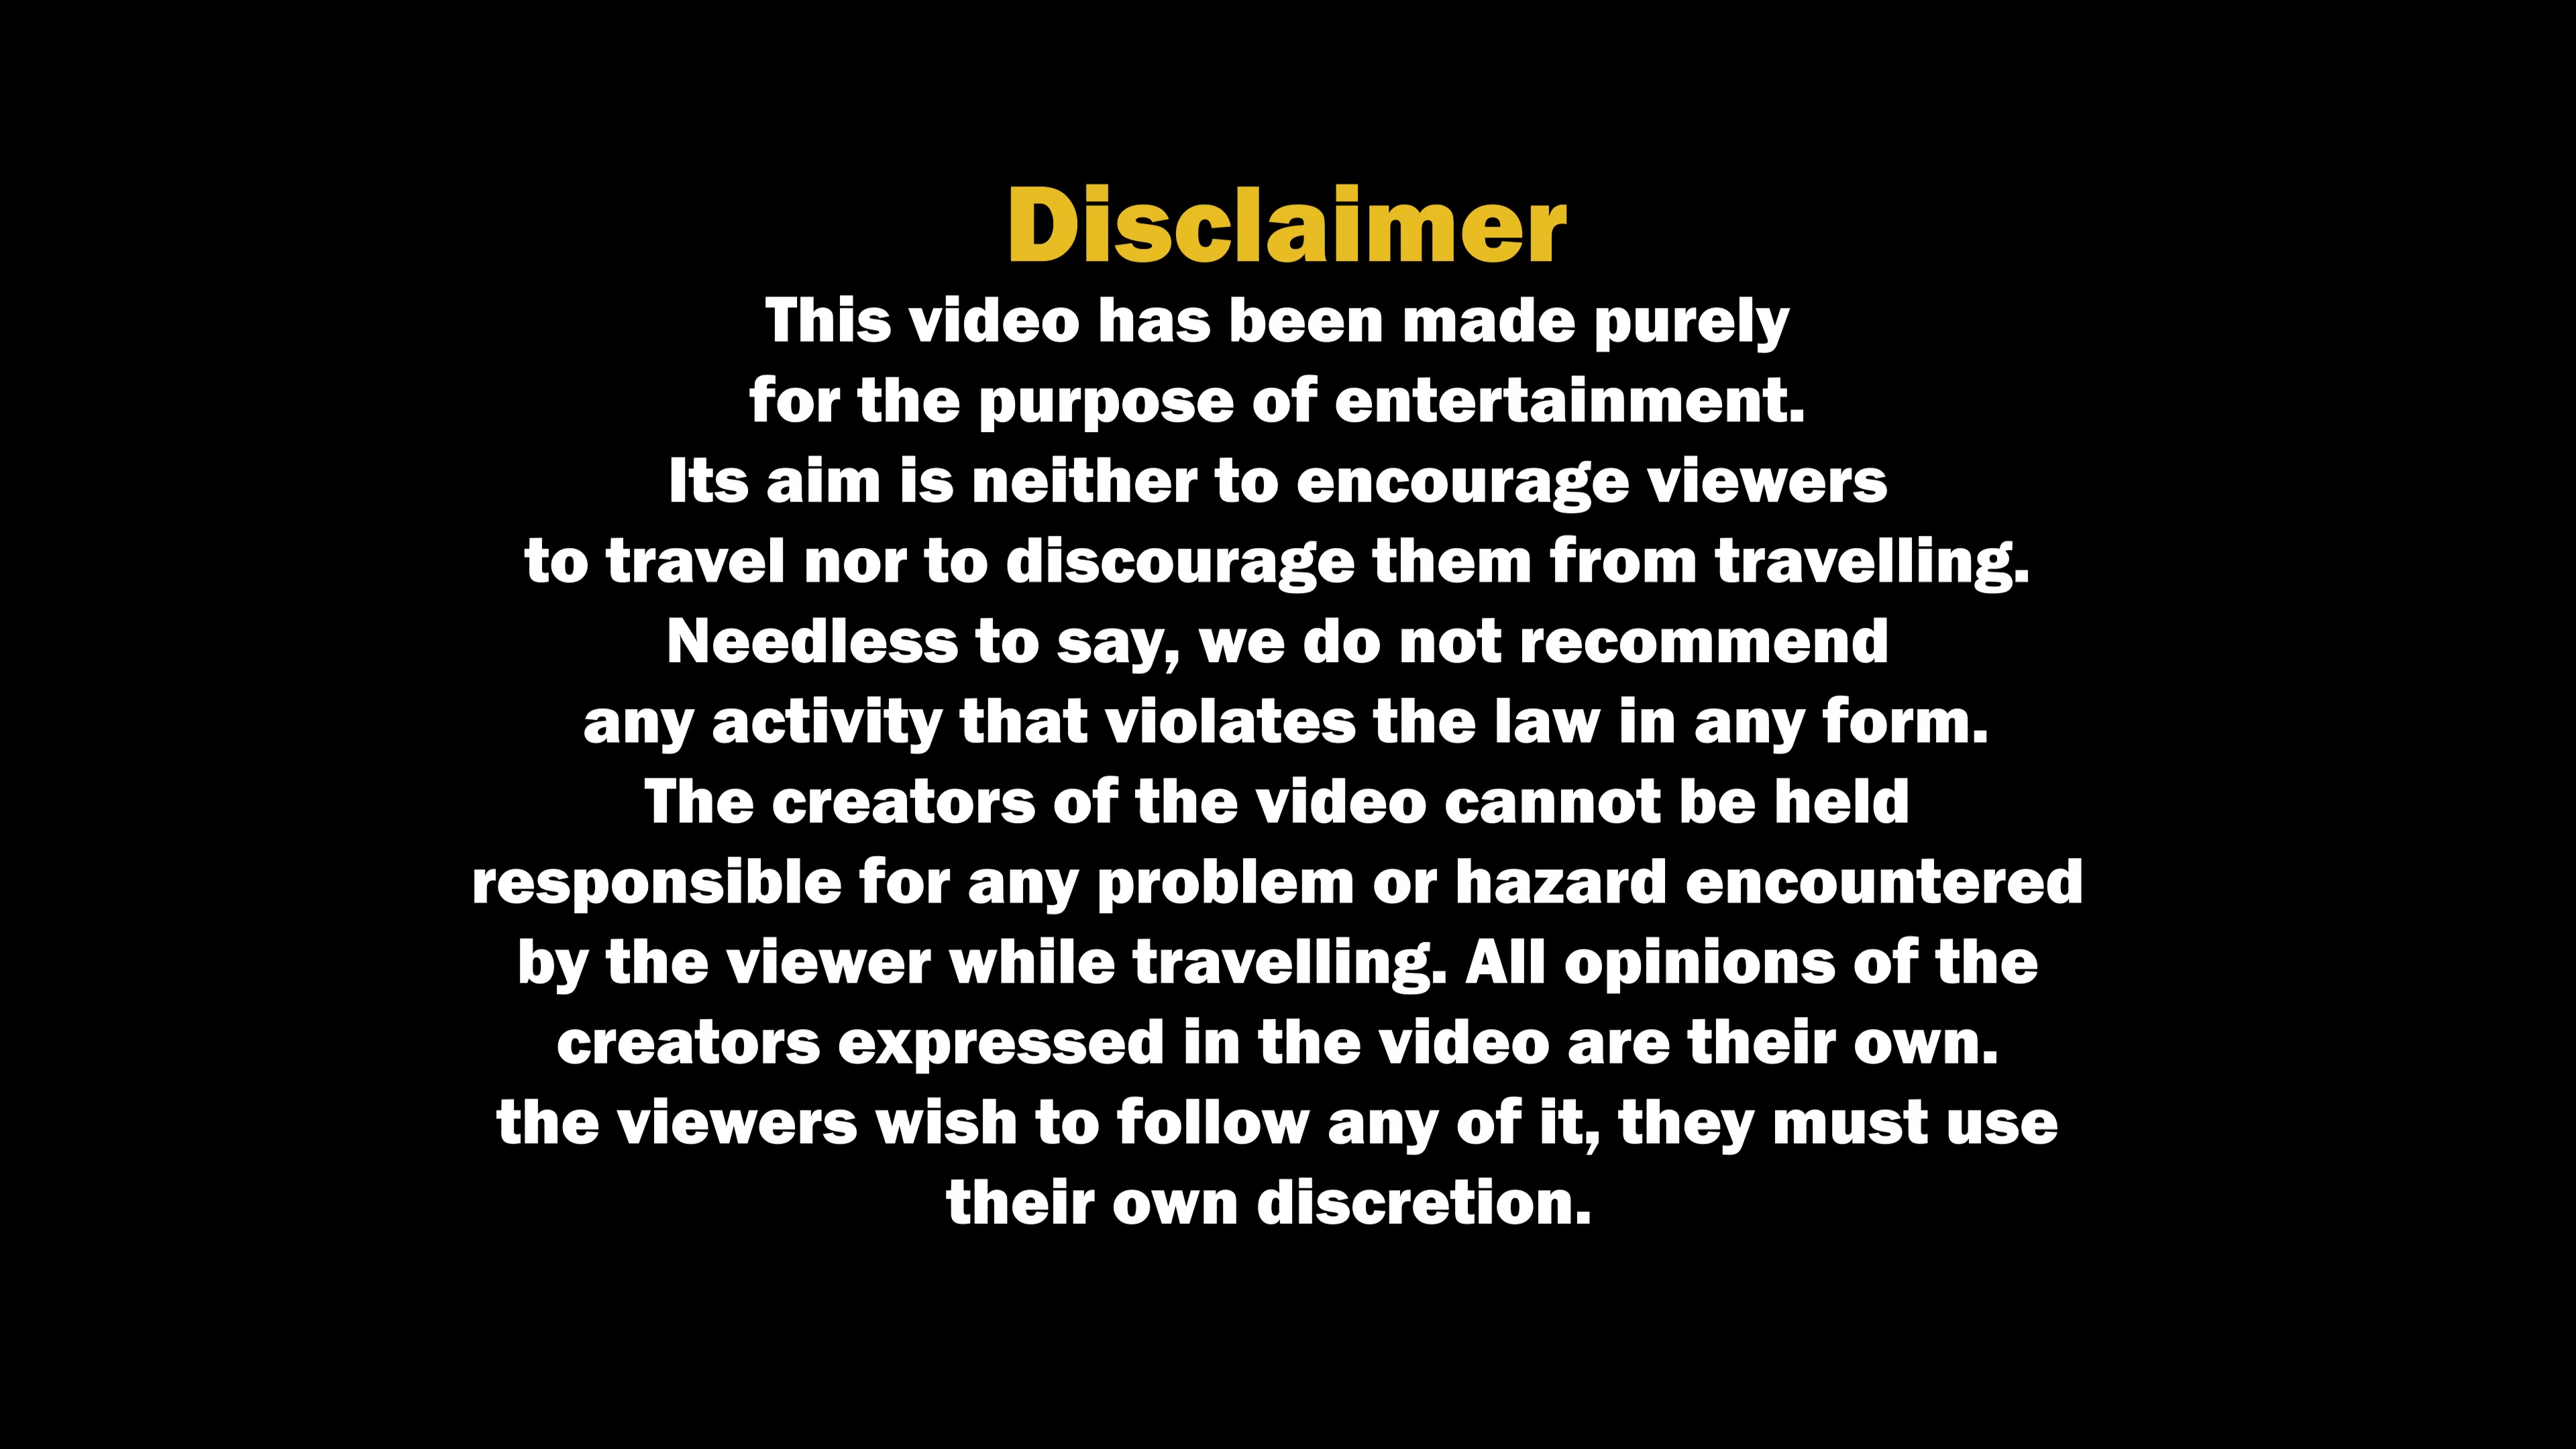 Disclaimer
This video has been made purely
for the purpose of entertainment.
Its aim is neither to encourage viewers
to travel nor to discourage them from travelling.
Needless to say, we do not recommend
any activity that violates the law in any form.
The creators of the video cannot be held
responsible for any problem or hazard encountered
by the viewer while travelling. All opinions of the
creators expressed in the video are their own.
the viewers wish to follow any of it, they must use
their own discretion.